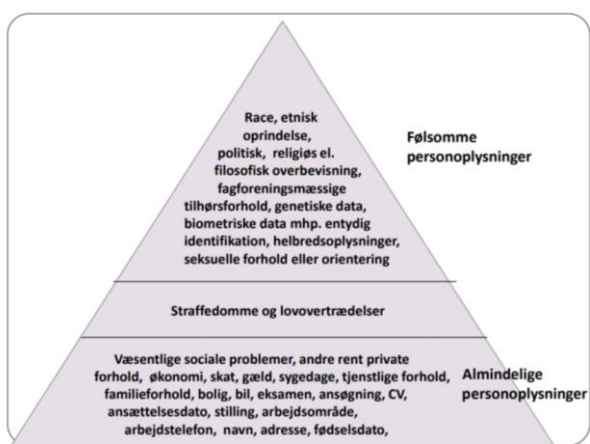 Race, etnisk
oprindelse,
politisk, religiøs el.
filosofisk overbevisning,
fagforeningsmæssige
tilhørsforhold, genetiske data,
biometriske data mhp. entydig
identifikation, helbredsoplysninger,
seksuelle forhold eller orientering
Følsomme
personoplysninger
Straffedomme og lovovertrædelser
Væsentlige sociale problemer, andre rent private
forhold, økonomi, skat, gæld, sygedage, tjenstlige forhold,
familieforhold, bolig, bil, eksamen, ansøgning, CV,
ansættelsesdato, stilling, arbejdsområde,
arbejdstelefon, navn, adresse, fødselsdato,
Almindelige
personoplysninger